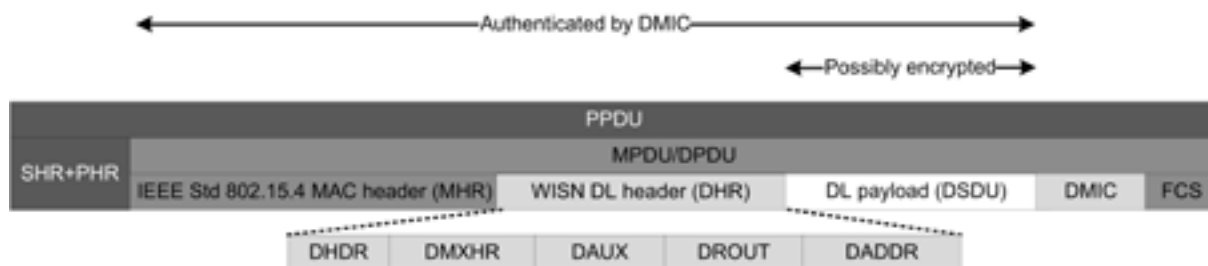 Authenticated by DMIC
Possibly encrypted
PPDU
SHR+PHR
MPDU/DPDU
IEEE Std 802.15.4 MAC header (MHR) WISN DL header (DHR) DL payload (DSDU) DMIC FCS
DHDR DMXHR DAUX DROUT DADDR